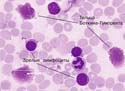 Тельца
Боткина-Гумпрехта
Зрелые лимфоциты